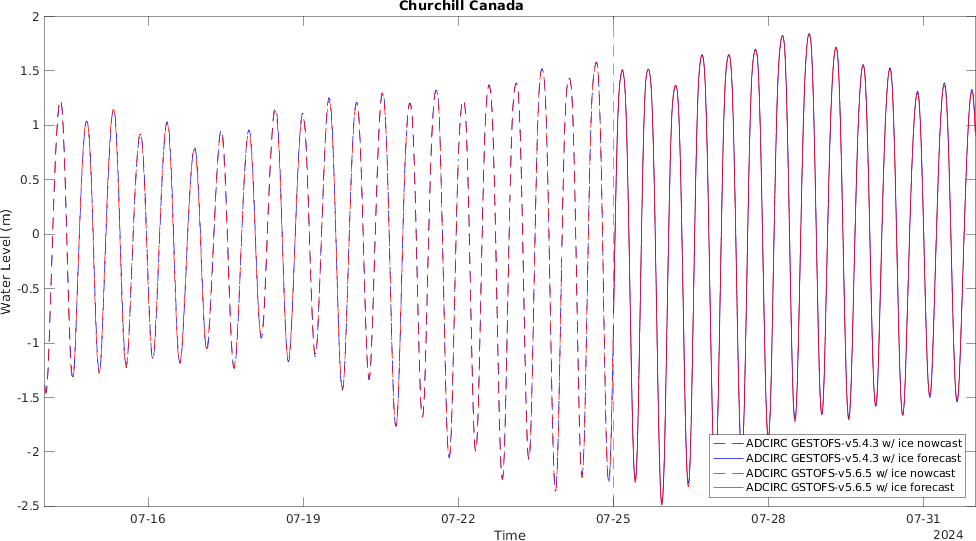 Churchill Canada
2
1.5
1
0.5
0
-0.5
-1
-1.5
-2
-2.5
Water Level (m)
ADCIRC GESTOFS-v5.4.3 w/ ice nowcast
ADCIRC GESTOFS-v5.4.3 w/ ice forecast
ADCIRC GSTOFS-v5.6.5 w/ ice nowcast
ADCIRC GSTOFS-v5.6.5 w/ ice forecast
07-16 07-19 07-22 07-25 07-28 07-31
Time 2024